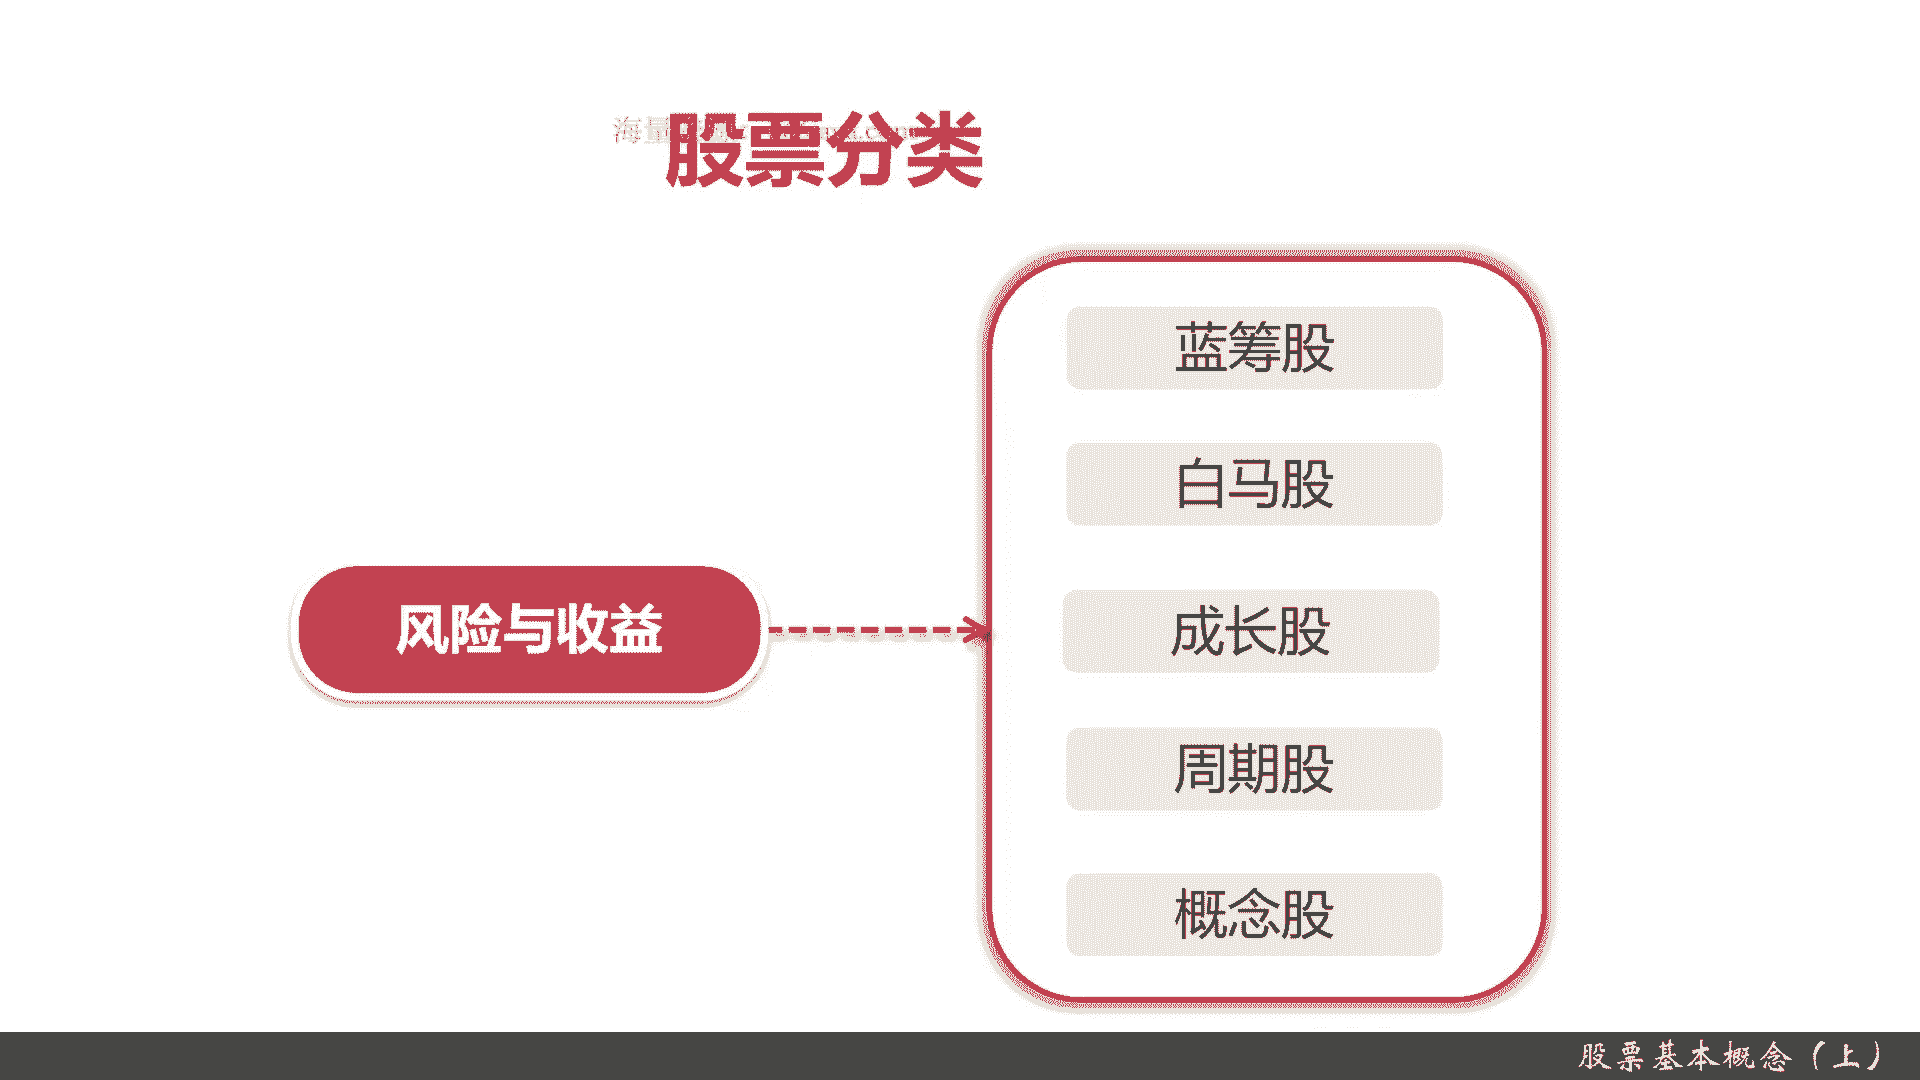 海量
股票分类
风险与收益
蓝筹股
白马股
成长股
周期股
概念股
股票基本概念（上）